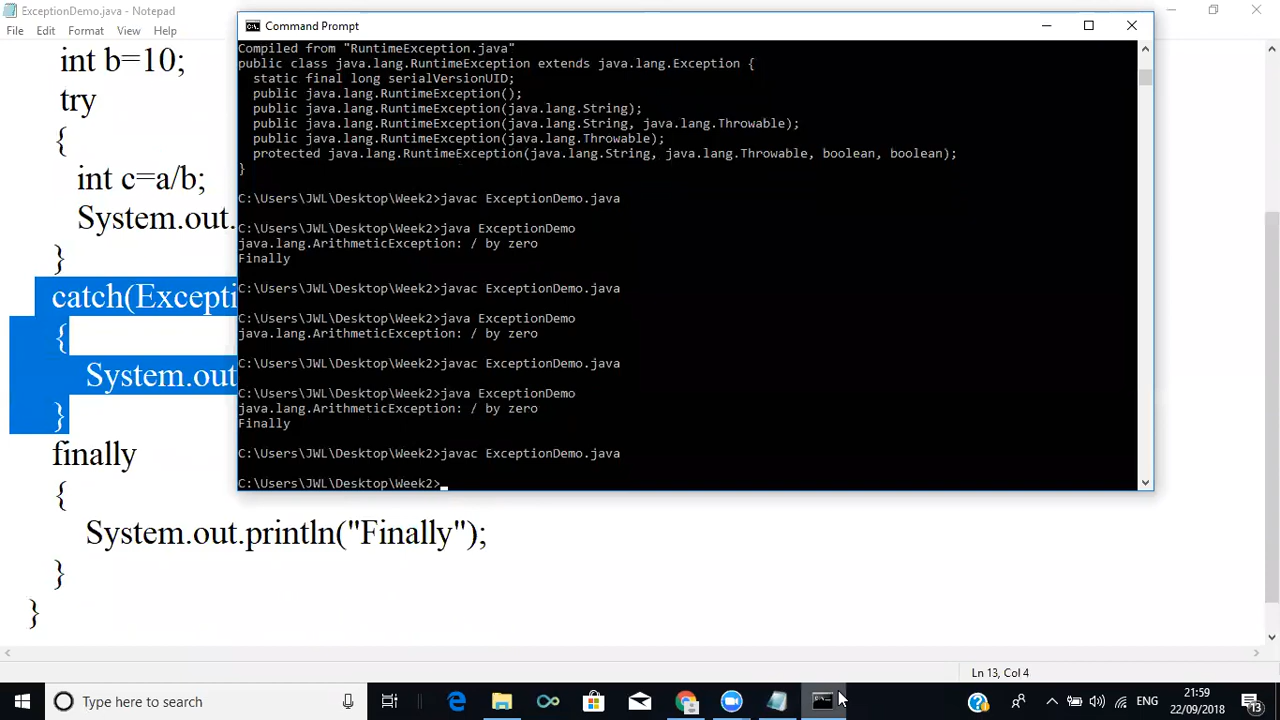 ExceptionDemo.java - Notepad
File Edit Format View Help
int b=10;
try
{
int c=a/b;
System.out.
}
catch(Excepti
{
System.out
}
finally
{
System.out.println("Finally");
}
}
Command Prompt
Compiled from "RuntimeException.java"
public class java.lang.RuntimeException extends java.lang.Exception {
static final long serialVersionUID;
public java.lang.RuntimeException();
public java.lang.RuntimeException(java.lang.String);
public java.lang.RuntimeException(java.lang.String, java.lang.Throwable);
public java.lang.RuntimeException(java.lang.Throwable);
protected java.lang.RuntimeException(java.lang.String, java.lang.Throwable, boolean, boolean);
}
C:\Users\JWL\Desktop\Week2>javac ExceptionDemo.java
C:\Users\JWL\Desktop\Week2>java ExceptionDemo
java.lang.ArithmeticException: / by zero
Finally
C:\Users\JWL\Desktop\Week2>javac ExceptionDemo.java
C:\Users\JWL\Desktop\Week2>java ExceptionDemo
java.lang.ArithmeticException: / by zero
C:\Users\JWL\Desktop\Week2>javac ExceptionDemo.java
C:\Users\JWL\Desktop\Week2>java ExceptionDemo
java.lang.ArithmeticException: / by zero
Finally
C:\Users\JWL\Desktop\Week2>javac ExceptionDemo.java
C:\Users\JWL\Desktop\Week2>
Ln 13, Col 4
Type here to search
ENG
21:59
22/09/2018
13